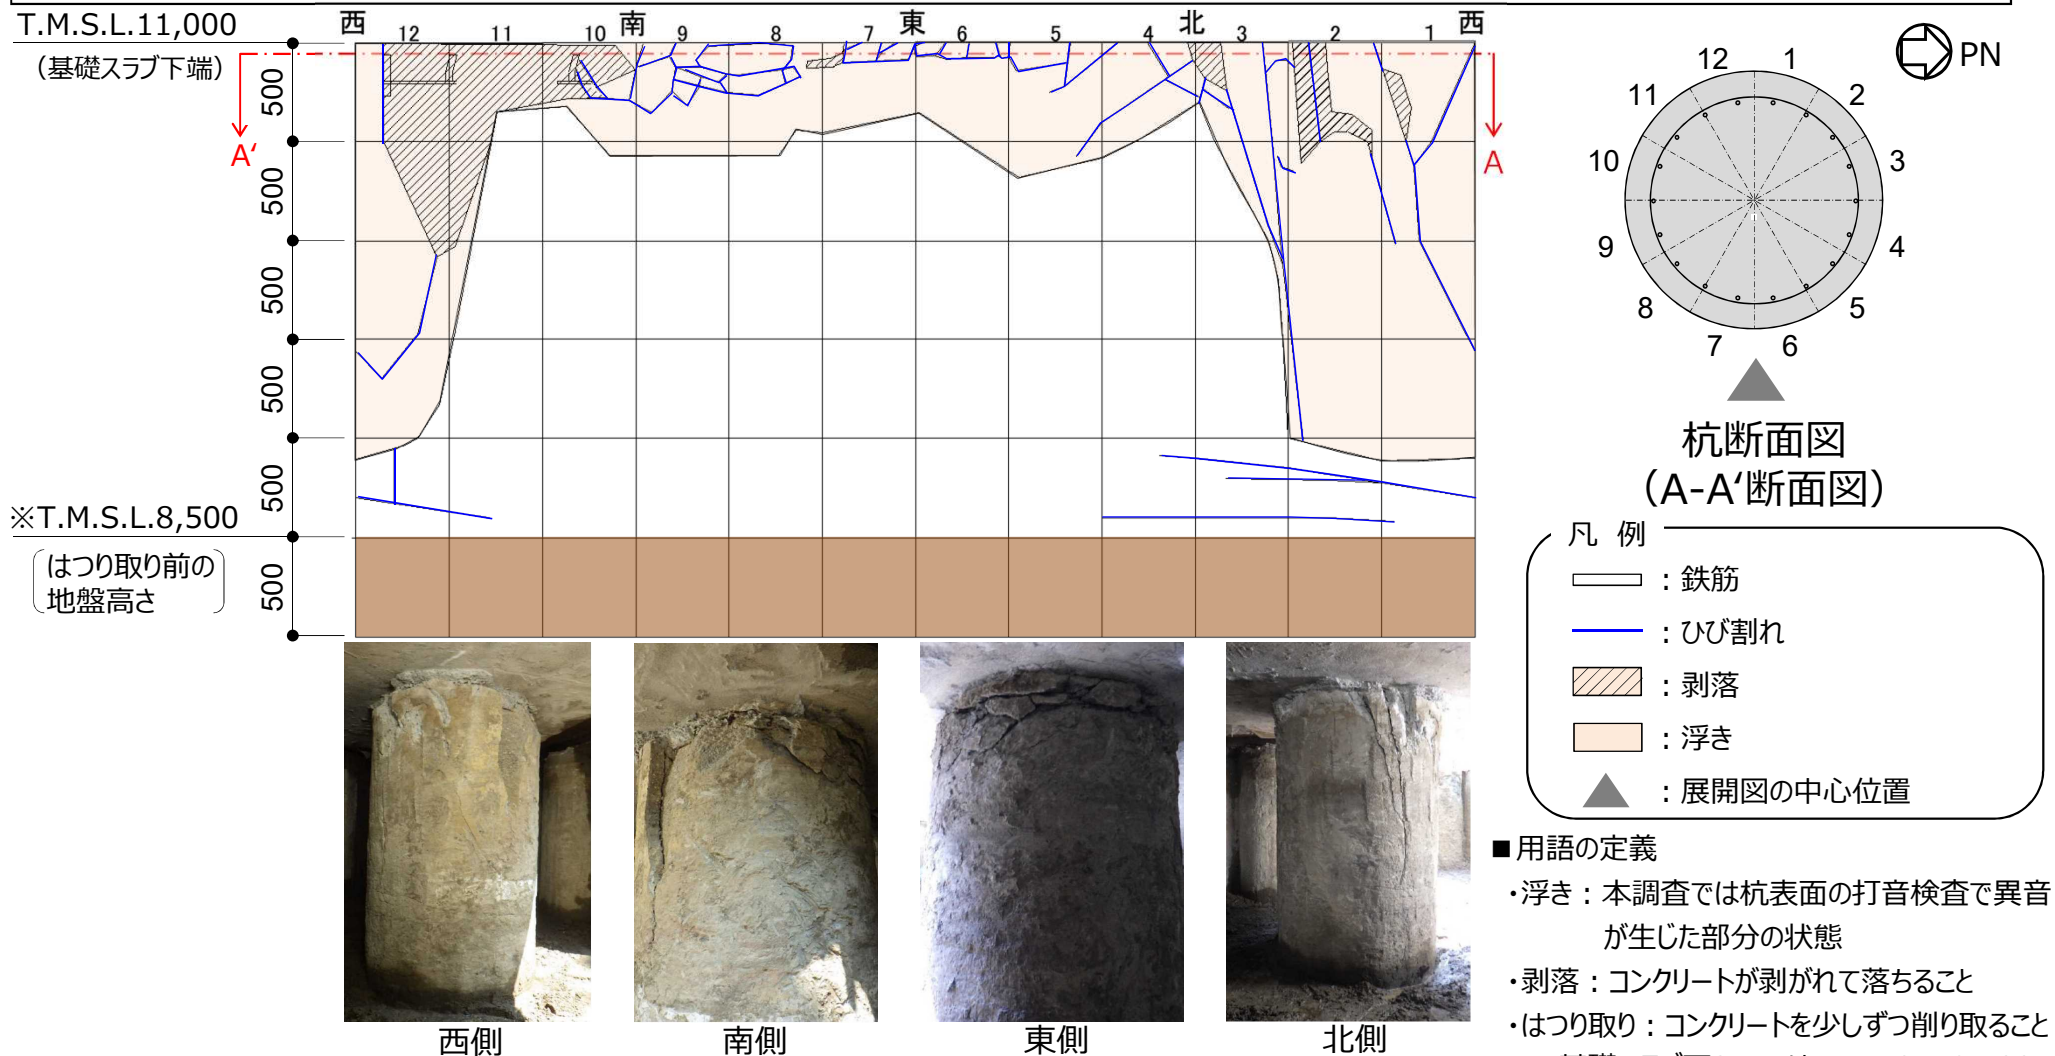 T.M.S.L.11,000
（基礎スラブ下端）
西 南 東 北 西
12 11 10 9 8 7 6 5 4 3 2 1
A‘ A
500
500
500
500
500
500
※T.M.S.L.8,500
はつり取り前の
地盤高さ
PN
12 1
11 2
10 3
9 4
8 5
7 6
杭断面図
（A-A‘断面図）
凡 例
：鉄筋
：ひび割れ
：剥落
：浮き
：展開図の中心位置
西側 南側 東側 北側
■用語の定義
・浮き：本調査では杭表面の打音検査で異音
が生じた部分の状態
・剥落：コンクリートが剥がれて落ちること
・はつり取り：コンクリートを少しずつ削り取ること